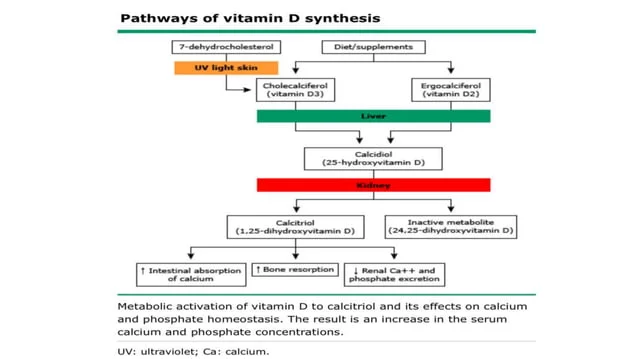 Pathways of vitamin D synthesis
7-dehydrocholesterol
Diet/supplements
UV light skin
Cholecalciferol
(vitamin D3)
Ergocalciferol
(vitamin D2)
Liver
Calcidiol
(25-hydroxyvitamin D)
Kidney
Calcitriol
(1,25-dihydroxyvitamin D)
Inactive metabolite
(24,25-dihydroxyvitamin D)
↑ Intestinal absorption
of calcium
↑ Bone resorption
↓ Renal Ca++ and
phosphate excretion
Metabolic activation of vitamin D to calcitriol and its effects on calcium
and phosphate homeostasis. The result is an increase in the serum
calcium and phosphate concentrations.
UV: ultraviolet; Ca: calcium.